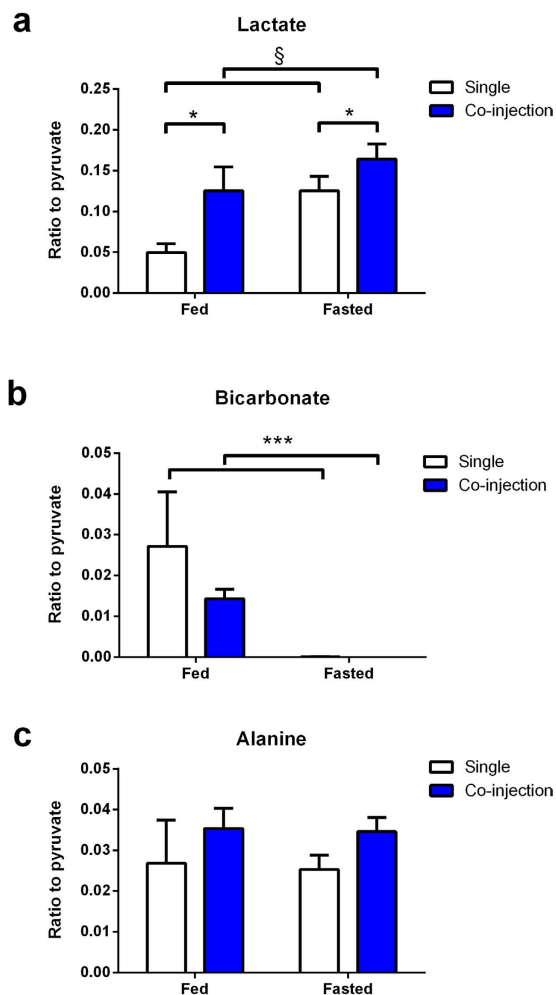 a
Lactate
§
Single
Co-injection
* *
Ratio to pyruvate
0.25
0.20
0.15
0.10
0.05
0.00
Fed Fasted
b
Bicarbonate
***
Single
Co-injection
Ratio to pyruvate
0.05
0.04
0.03
0.02
0.01
0.00
Fed Fasted
c
Alanine
Single
Co-injection
Ratio to pyruvate
0.05
0.04
0.03
0.02
0.01
0.00
Fed Fasted